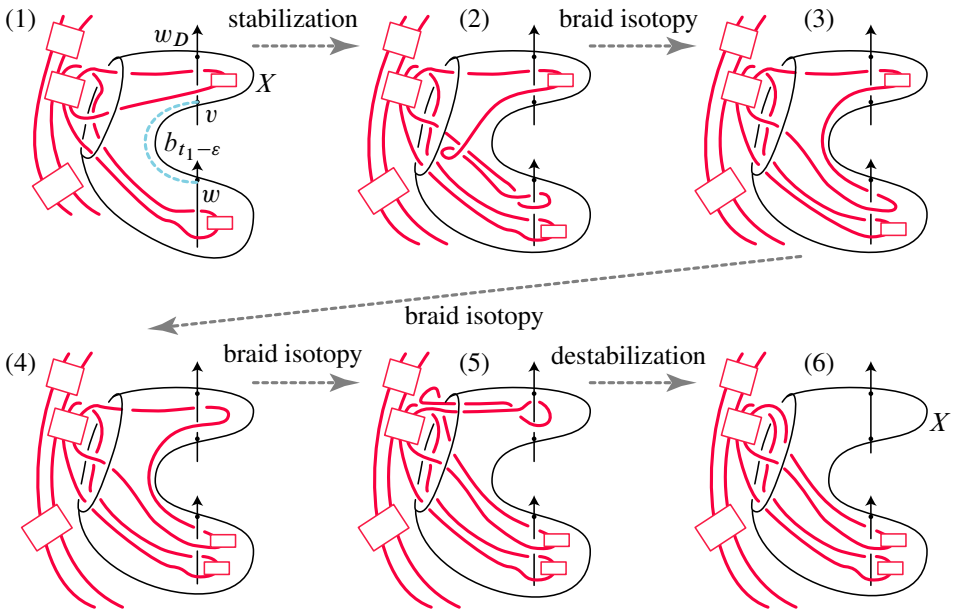 (1) w_D X v b_{t_1−ε} w
stabilization
(2)
braid isotopy
(3)
braid isotopy
(4)
braid isotopy
(5)
destabilization
(6) X